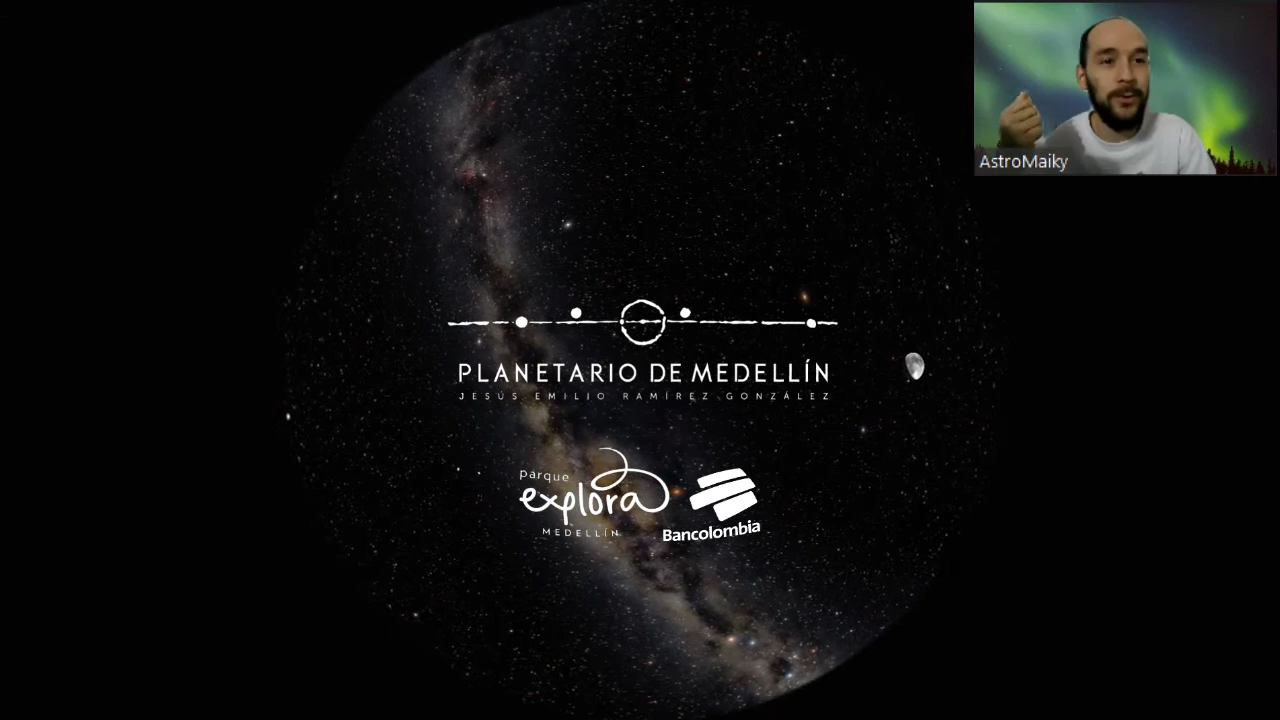 AstroMaiky
PLANETARIO DE MEDELLÍN
JESÚS EMILIO RAMÍREZ GONZÁLEZ
parque
explora
MEDELLÍN
Bancolombia